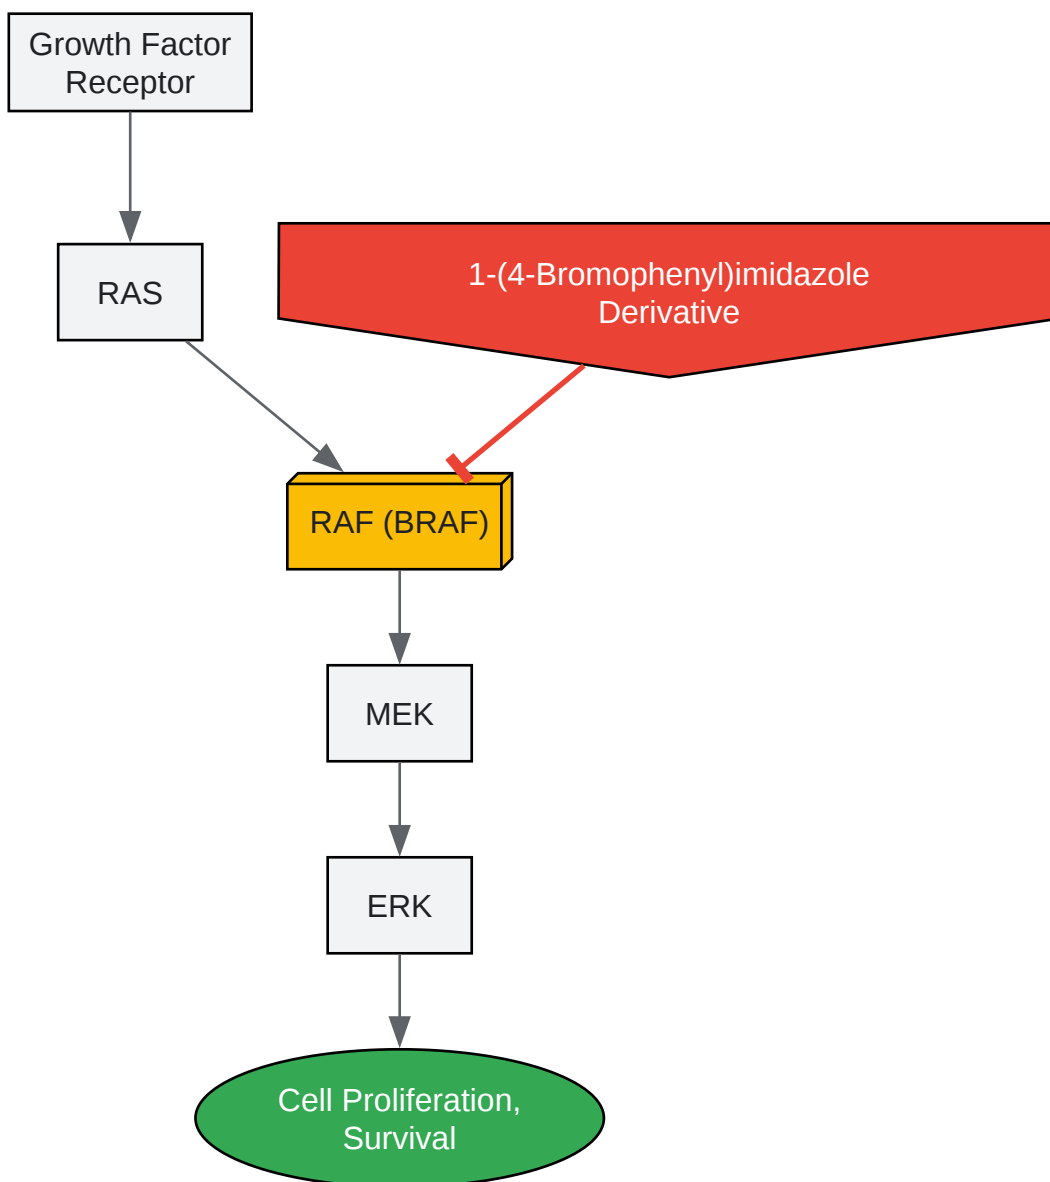 Growth Factor
Receptor
RAS
1-(4-Bromophenyl)imidazole
Derivative
RAF (BRAF)
MEK
ERK
Cell Proliferation,
Survival